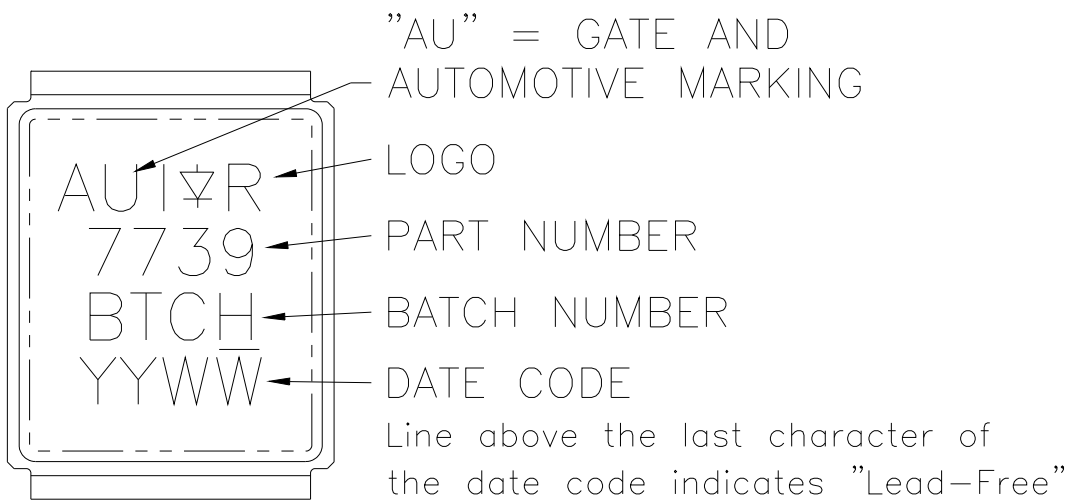 "AU" = GATE AND
AUTOMOTIVE MARKING
AUI R
LOGO
7739
PART NUMBER
BTCH
BATCH NUMBER
YYWW̅
DATE CODE
Line above the last character of
the date code indicates "Lead-Free"